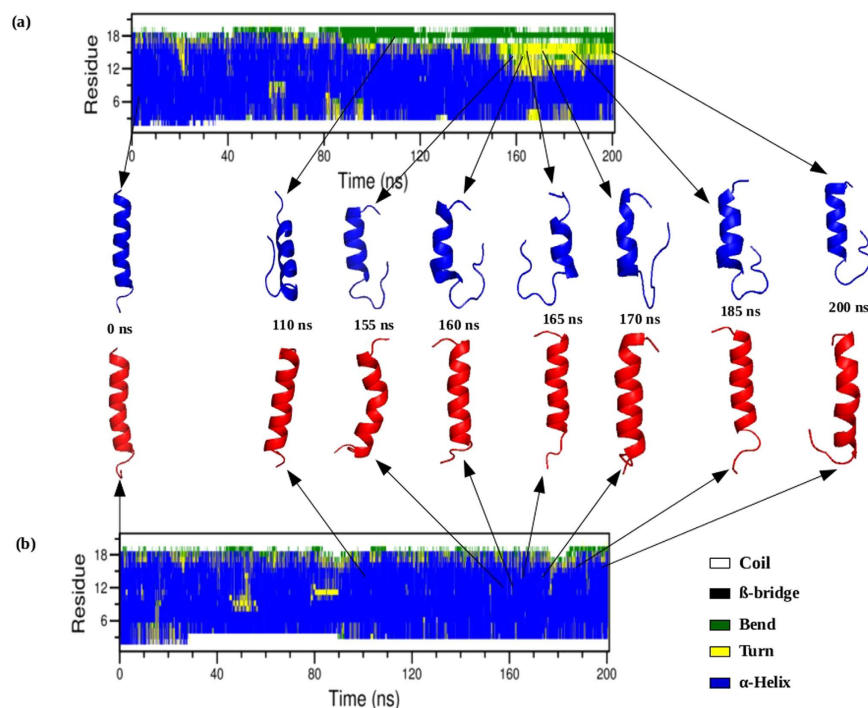 (a)
18
12
6
Residue
0 40 80 120 160 200
Time (ns)
0 ns 110 ns 155 ns 160 ns 165 ns 170 ns 185 ns 200 ns
(b)
18
12
6
Residue
0 40 80 120 160 200
Time (ns)
Coil
ß-bridge
Bend
Turn
α-Helix